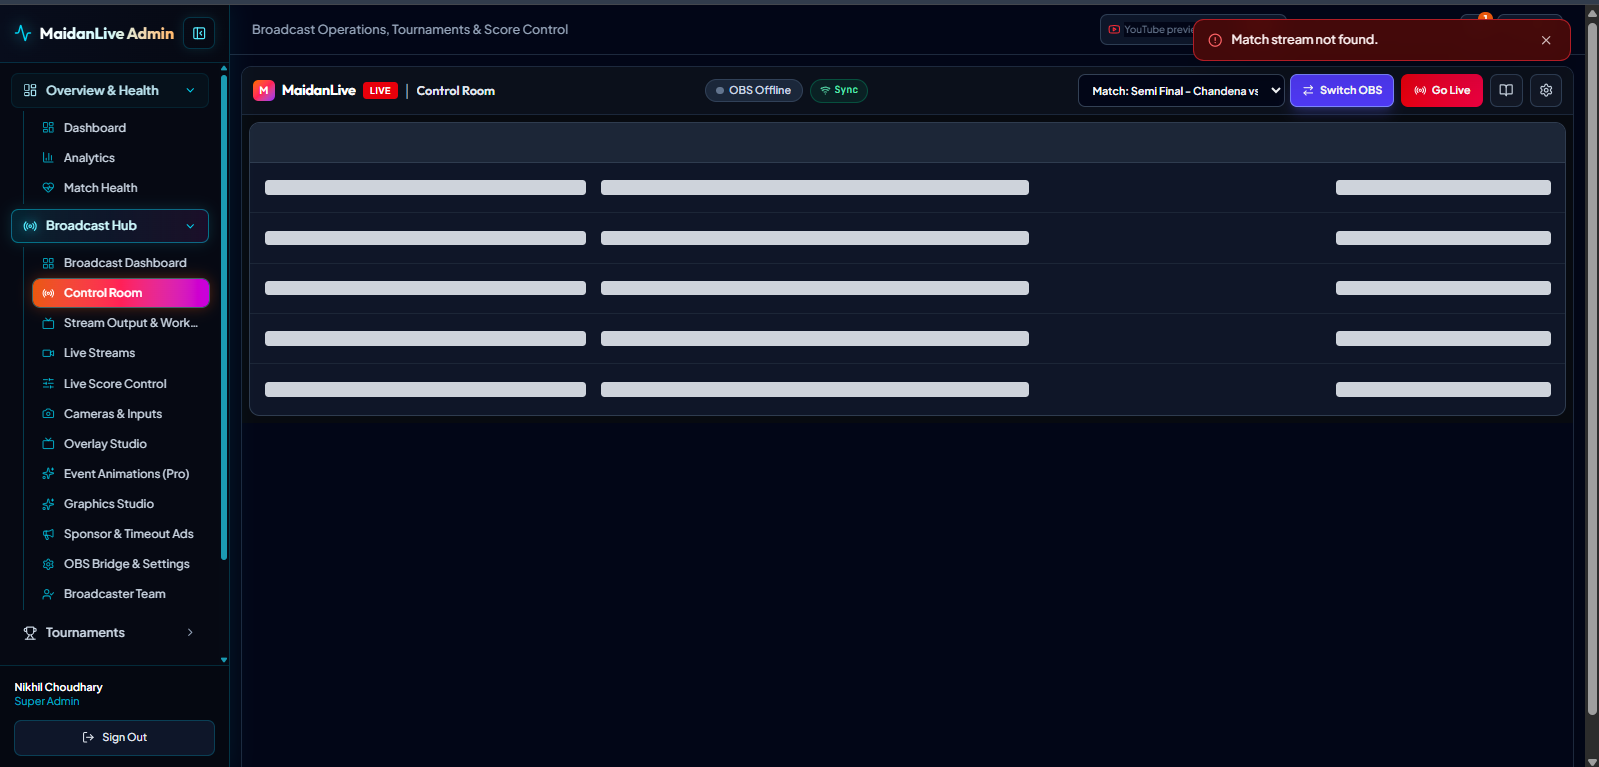 MaidanLive Admin
Overview & Health
Dashboard
Analytics
Match Health
Broadcast Hub
Broadcast Dashboard
Control Room
Stream Output & Work...
Live Streams
Live Score Control
Cameras & Inputs
Overlay Studio
Event Animations (Pro)
Graphics Studio
Sponsor & Timeout Ads
OBS Bridge & Settings
Broadcaster Team
Tournaments
Nikhil Choudhary
Super Admin
Sign Out
Broadcast Operations, Tournaments & Score Control
YouTube previe
1
Match stream not found.
M MaidanLive LIVE | Control Room
OBS Offline
Sync
Match: Semi Final - Chandena vs
Switch OBS
Go Live